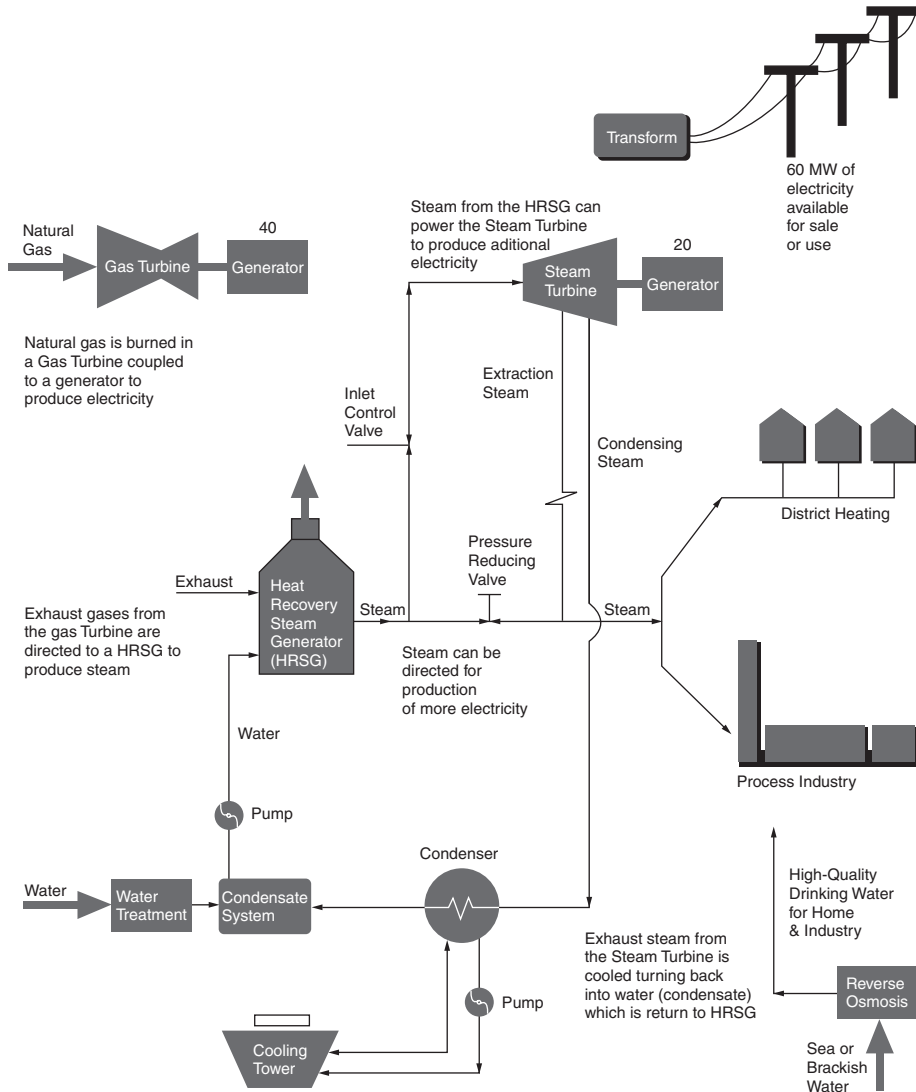 Transform
60 MW of
electricity
available
for sale
or use
Natural
Gas
Gas Turbine
40
Generator
Steam from the HRSG can
power the Steam Turbine
to produce aditional
electricity
Steam
Turbine
20
Generator
Natural gas is burned in
a Gas Turbine coupled
to a generator to
produce electricity
Inlet
Control
Valve
Extraction
Steam
Condensing
Steam
District Heating
Pressure
Reducing
Valve
Exhaust
Heat
Recovery
Steam
Generator
(HRSG)
Steam
Steam
Exhaust gases from
the gas Turbine are
directed to a HRSG to
produce steam
Steam can be
directed for
production
of more electricity
Water
Process Industry
Pump
Condenser
Water
Water
Treatment
Condensate
System
High-Quality
Drinking Water
for Home
& Industry
Exhaust steam from
the Steam Turbine is
cooled turning back
into water (condensate)
which is return to HRSG
Reverse
Osmosis
Pump
Cooling
Tower
Sea or
Brackish
Water